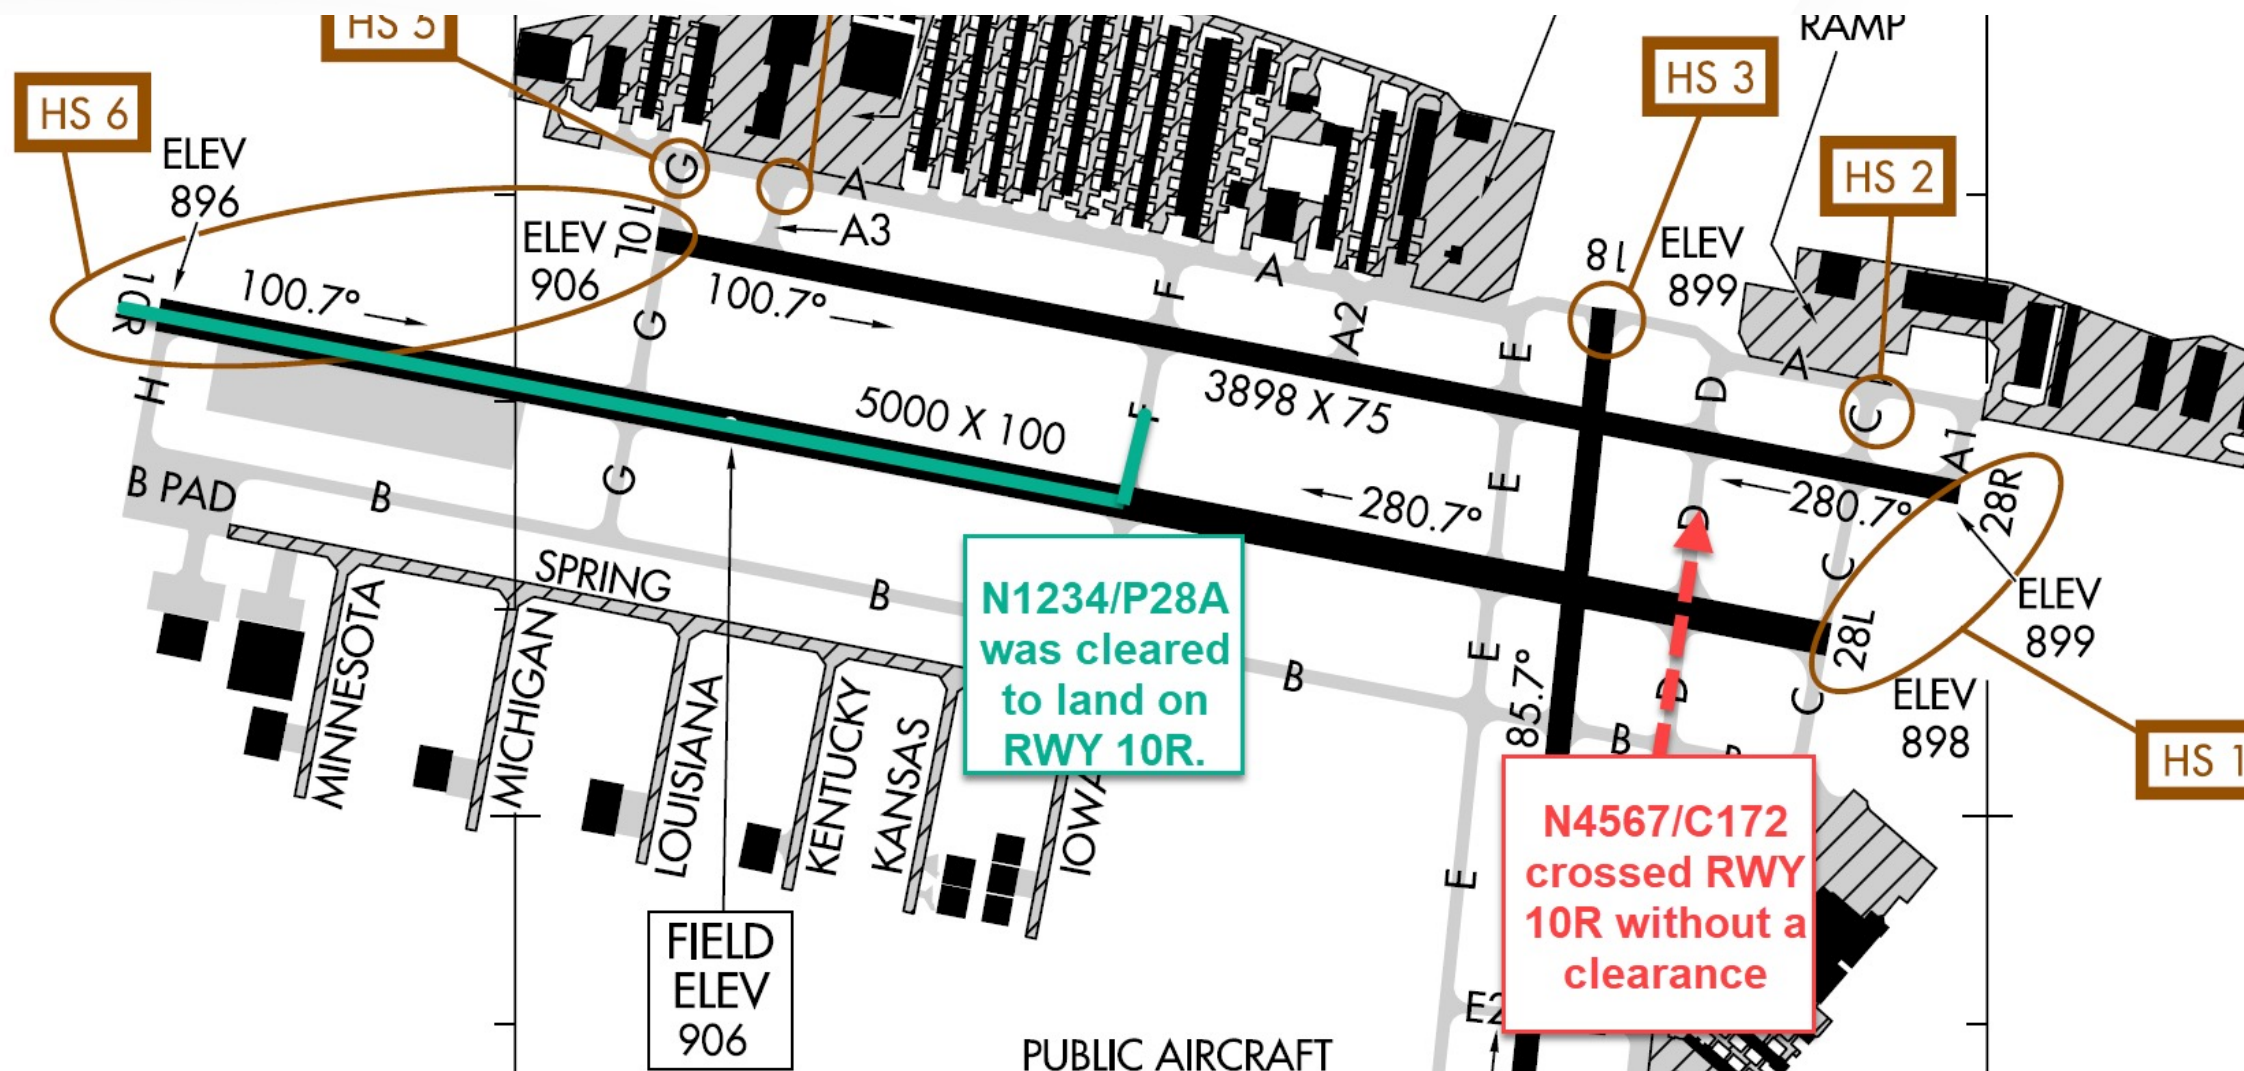 HS 5
RAMP
HS 3
HS 6
ELEV
896
HS 2
G
A
A3
10L
ELEV
906
18
ELEV
899
10R
100.7°
100.7°
F
A
A2
E
D
A
C
A1
G
H
5000 X 100
F
3898 X 75
28R
E
280.7°
280.7°
D
B PAD
B
G
C
SPRING
B
ELEV
899
N1234/P28A
was cleared
to land on
RWY 10R.
E
28L
B
85.7°
D
C
ELEV
898
B
HS 1
MINNESOTA
MICHIGAN
LOUISIANA
KENTUCKY
KANSAS
IOWA
N4567/C172
crossed RWY
10R without a
clearance
E
FIELD
ELEV
906
E2
PUBLIC AIRCRAFT